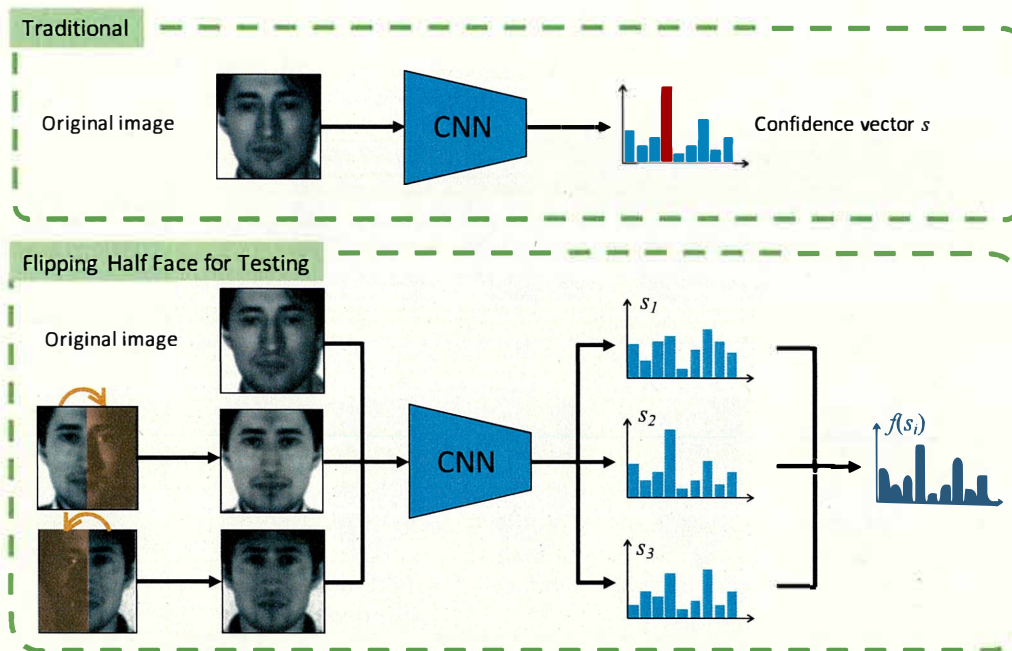 Traditional
Original image
CNN
Confidence vector s
Flipping Half Face for Testing
Original image
s1
s2
CNN
f(si)
s3